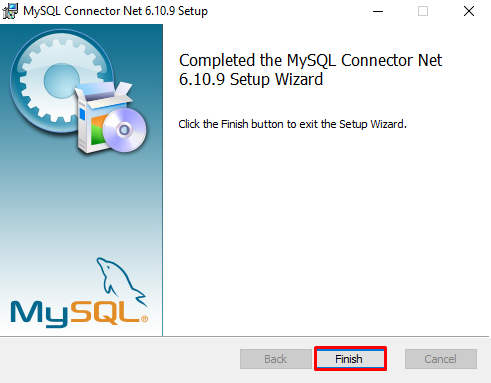 MySQL Connector Net 6.10.9 Setup
Completed the MySQL Connector Net
6.10.9 Setup Wizard
Click the Finish button to exit the Setup Wizard.
MySQL®
Back
Finish
Cancel